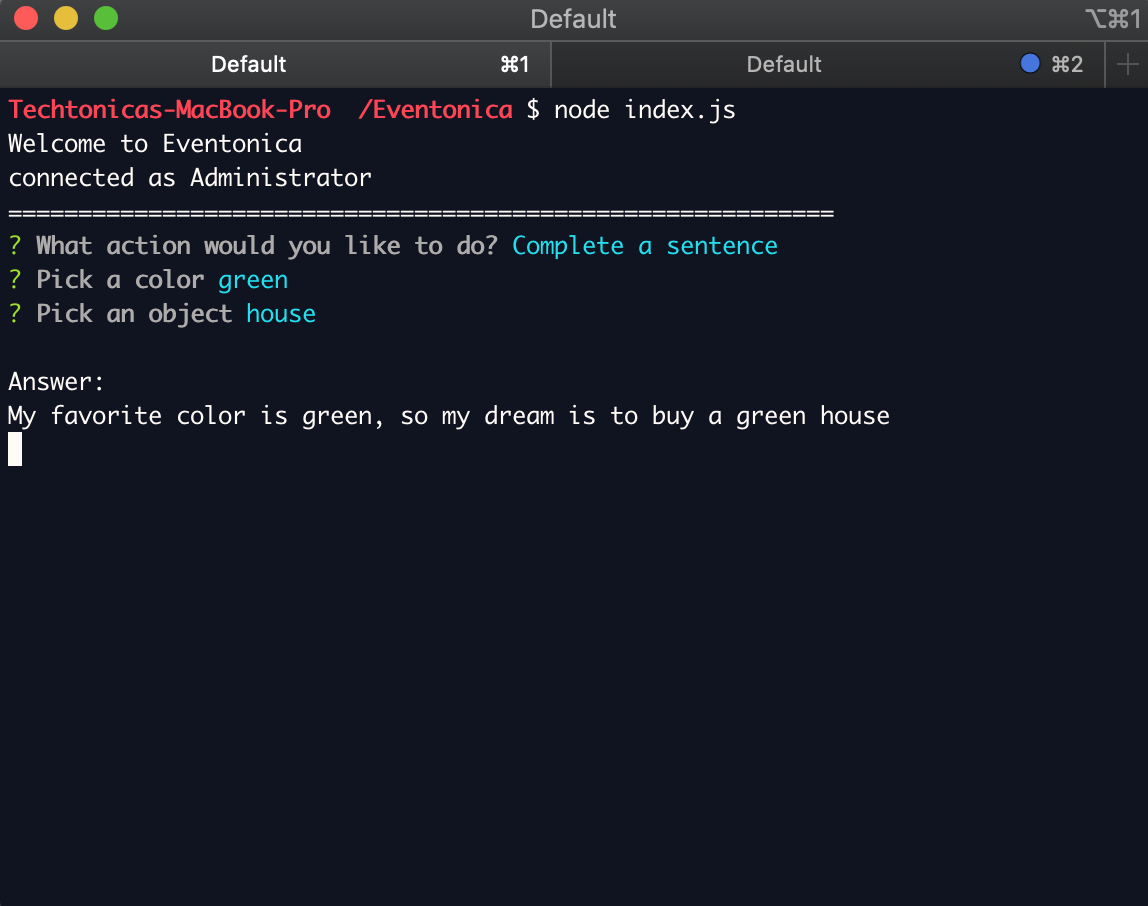 Default ⌥⌘1
Default ⌘1 Default ⌘2
Techtonicas-MacBook-Pro  /Eventonica $ node index.js
Welcome to Eventonica
connected as Administrator
===========================================================
? What action would you like to do? Complete a sentence
? Pick a color green
? Pick an object house
Answer:
My favorite color is green, so my dream is to buy a green house